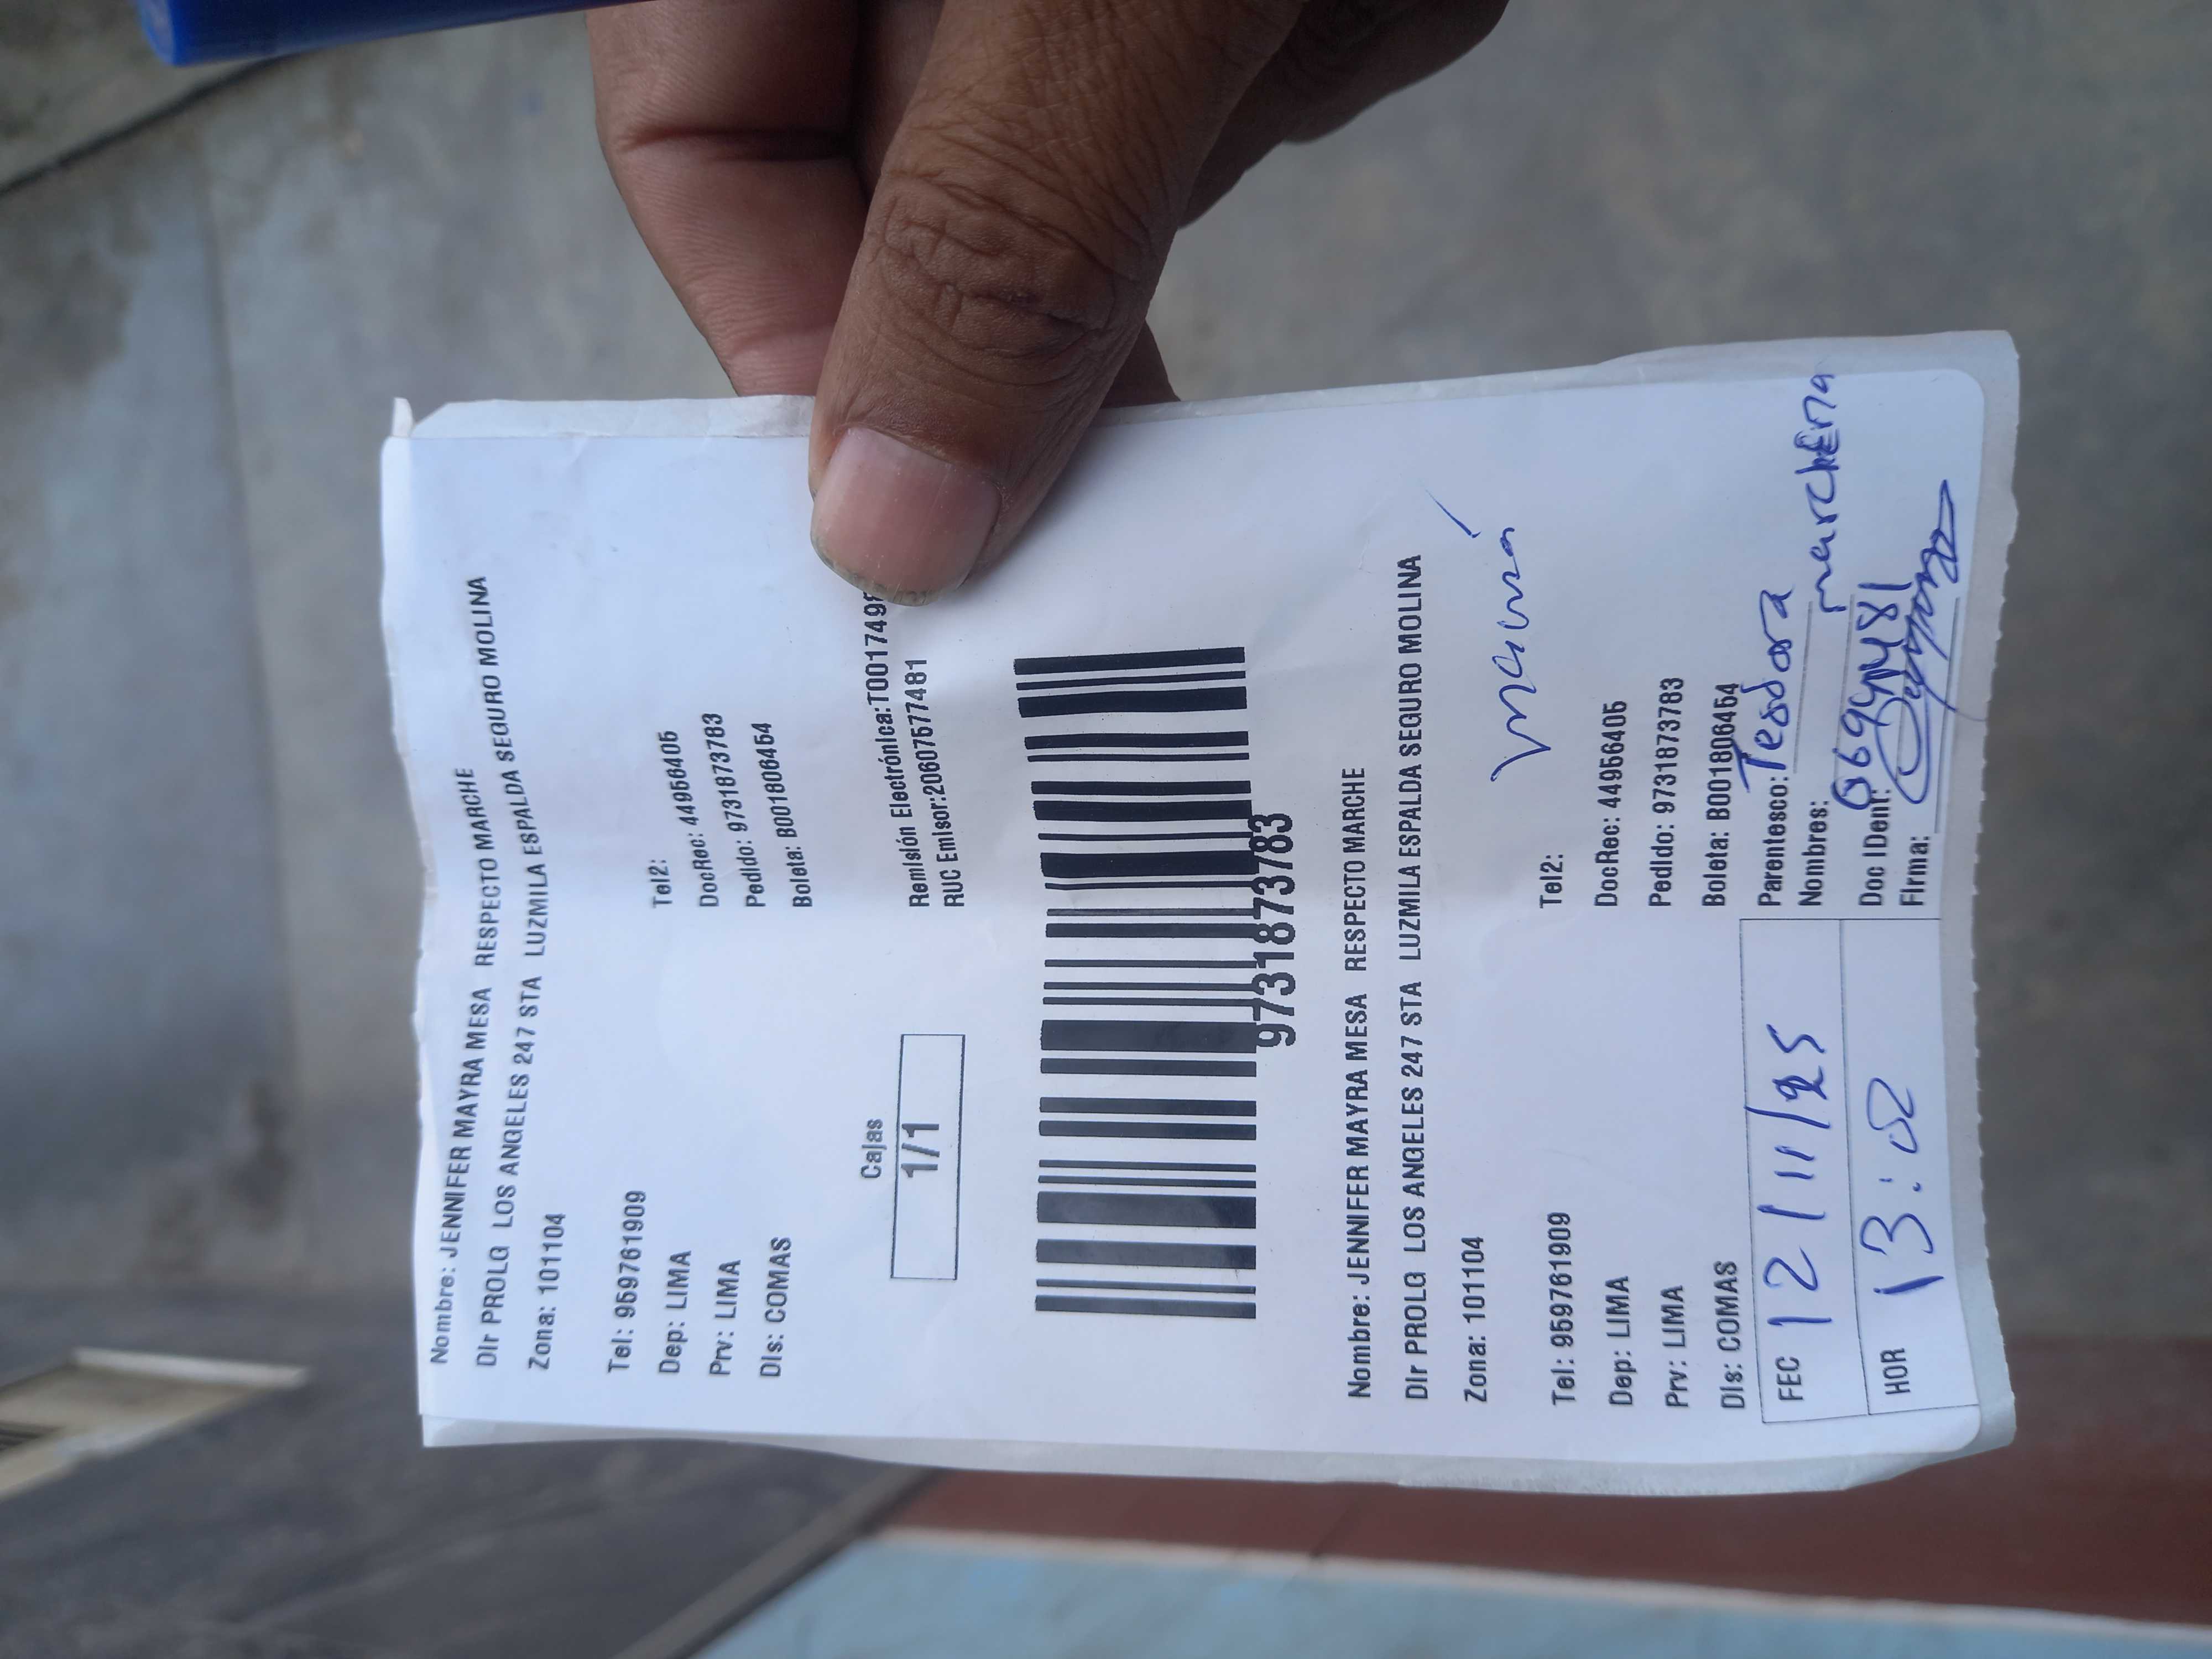 Nombre: JENNIFER MAYRA MESA RESPECTO MARCHE
Dir PROLG LOS ANGELES 247 STA LUZMILA ESPALDA SEGURO MOLINA
Zona: 101104
Tel: 959761909 Tel2:
Dep: LIMA DocRec: 44956405
Prv: LIMA Pedido: 9731873783
Dis: COMAS Boleta: B001806454
Cajas Remisión Electrónica:T0017498
1/1 RUC Emisor:20607577481
9731873783
Nombre: JENNIFER MAYRA MESA RESPECTO MARCHE
Dir PROLG LOS ANGELES 247 STA LUZMILA ESPALDA SEGURO MOLINA
Zona: 101104
mamá
Tel: 959761909 Tel2:
Dep: LIMA DocRec: 44956405
Prv: LIMA Pedido: 9731873783
Dis: COMAS Boleta: B001806454
FEC 12/11/25 Parentesco: Teodora
Nombres: marchena
HOR Doc IDent:
Firma: